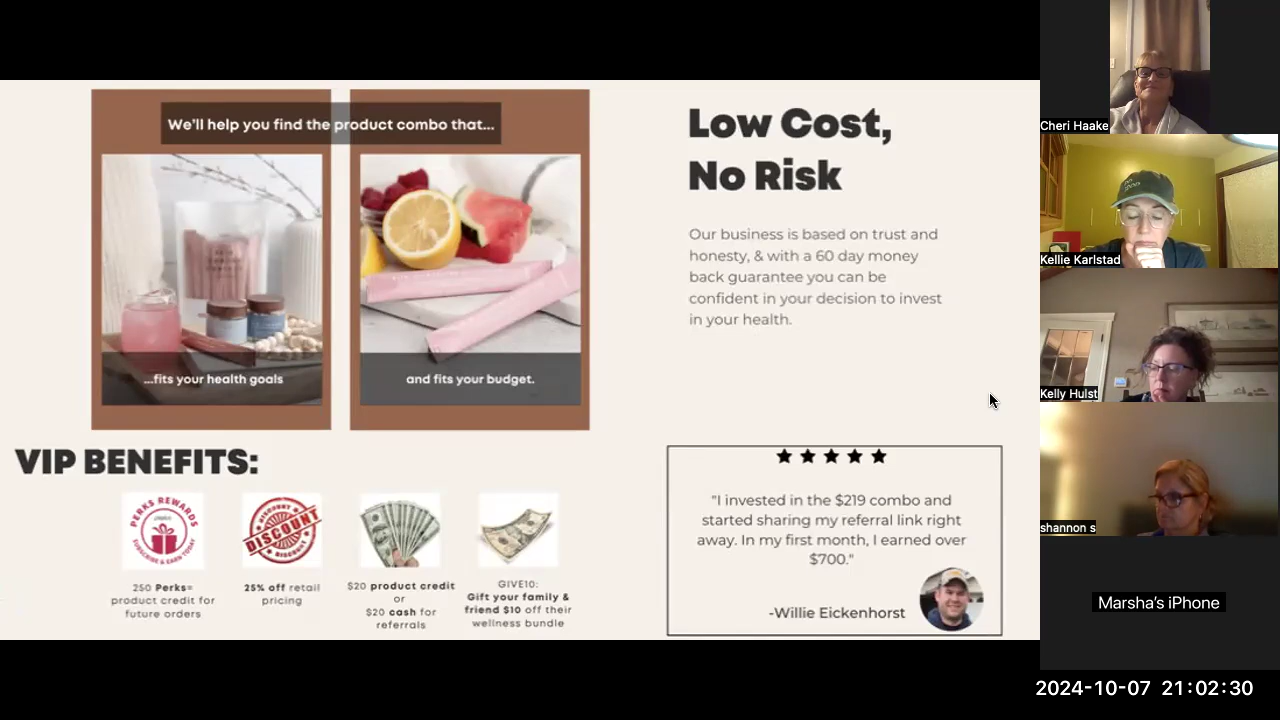 We'll help you find the product combo that...
...fits your health goals
and fits your budget.
Low Cost,
No Risk
Our business is based on trust and
honesty, & with a 60 day money
back guarantee you can be
confident in your decision to invest
in your health.
VIP BENEFITS:
PERKS REWARDS
SUBSCRIBE & EARN TODAY
250 Perks=
product credit for
future orders
DISCOUNT
DISCOUNT
DISCOUNT
25% off retail
pricing
$20 product credit
or
$20 cash for
referrals
GIVE10:
Gift your family &
friend $10 off their
wellness bundle
"I invested in the $219 combo and
started sharing my referral link right
away. In my first month, I earned over
$700."
-Willie Eickenhorst
Cheri Haake
Kellie Karlstad
Kelly Hulst
shannon s
Marsha's iPhone
2024-10-07 21:02:30